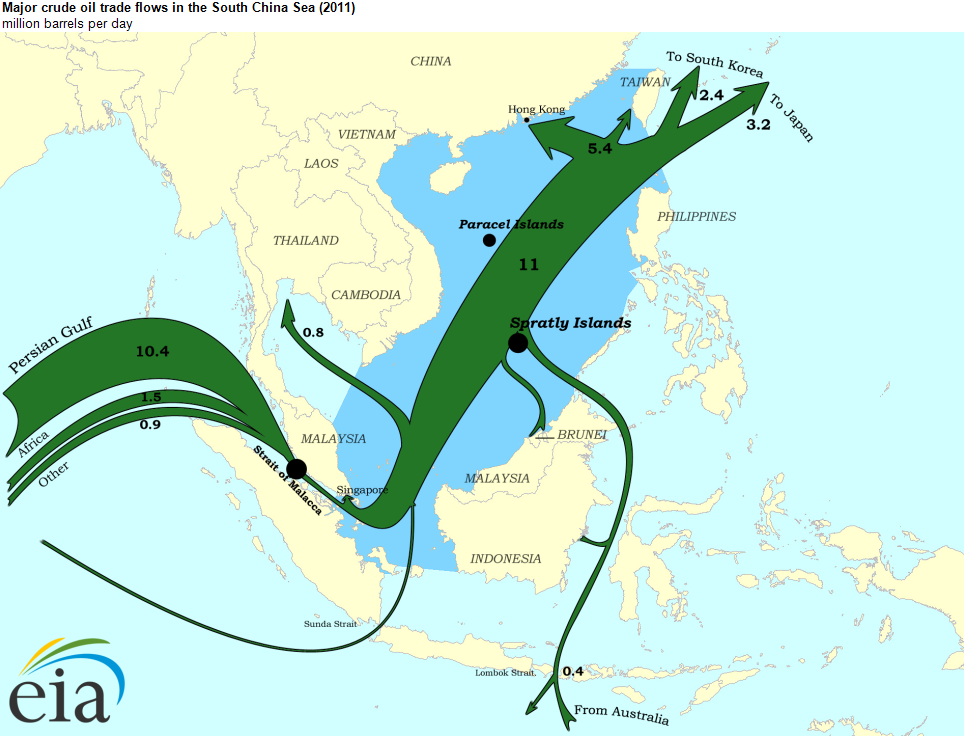 Major crude oil trade flows in the South China Sea (2011)
million barrels per day
To South Korea
CHINA
TAIWAN
2.4
To Japan
Hong Kong
3.2
VIETNAM
5.4
LAOS
PHILIPPINES
Paracel Islands
THAILAND
11
CAMBODIA
Spratly Islands
0.8
Persian Gulf
10.4
1.5
0.9
Africa
Other
MALAYSIA
BRUNEI
Strait of Malacca
Singapore
MALAYSIA
INDONESIA
Sunda Strait
Lombok Strait
0.4
From Australia
eia